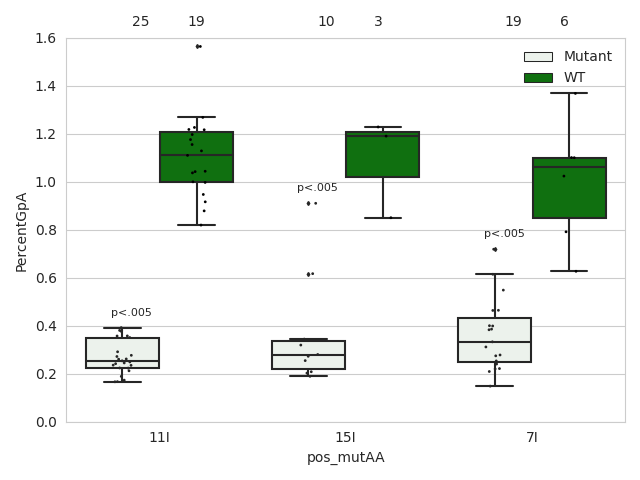 25 19 10 3 19 6
1.6
Mutant
WT
1.4
1.2
1.0
p<.005
0.8
p<.005
0.6
p<.005
0.4
0.2
0.0
PercentGpA
11I 15I 7I
pos_mutAA